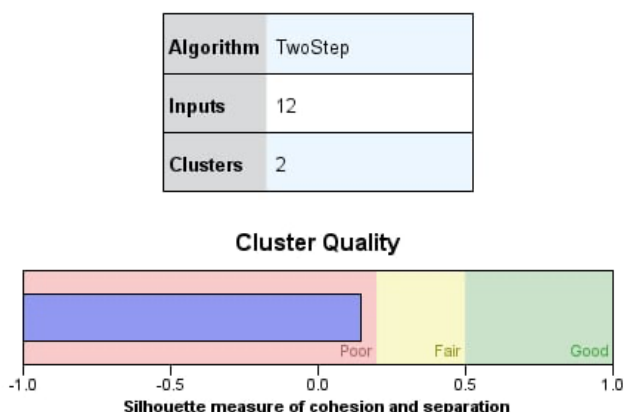 Algorithm TwoStep
Inputs 12
Clusters 2
Cluster Quality
Poor Fair Good
-1.0 -0.5 0.0 0.5 1.0
Silhouette measure of cohesion and separation